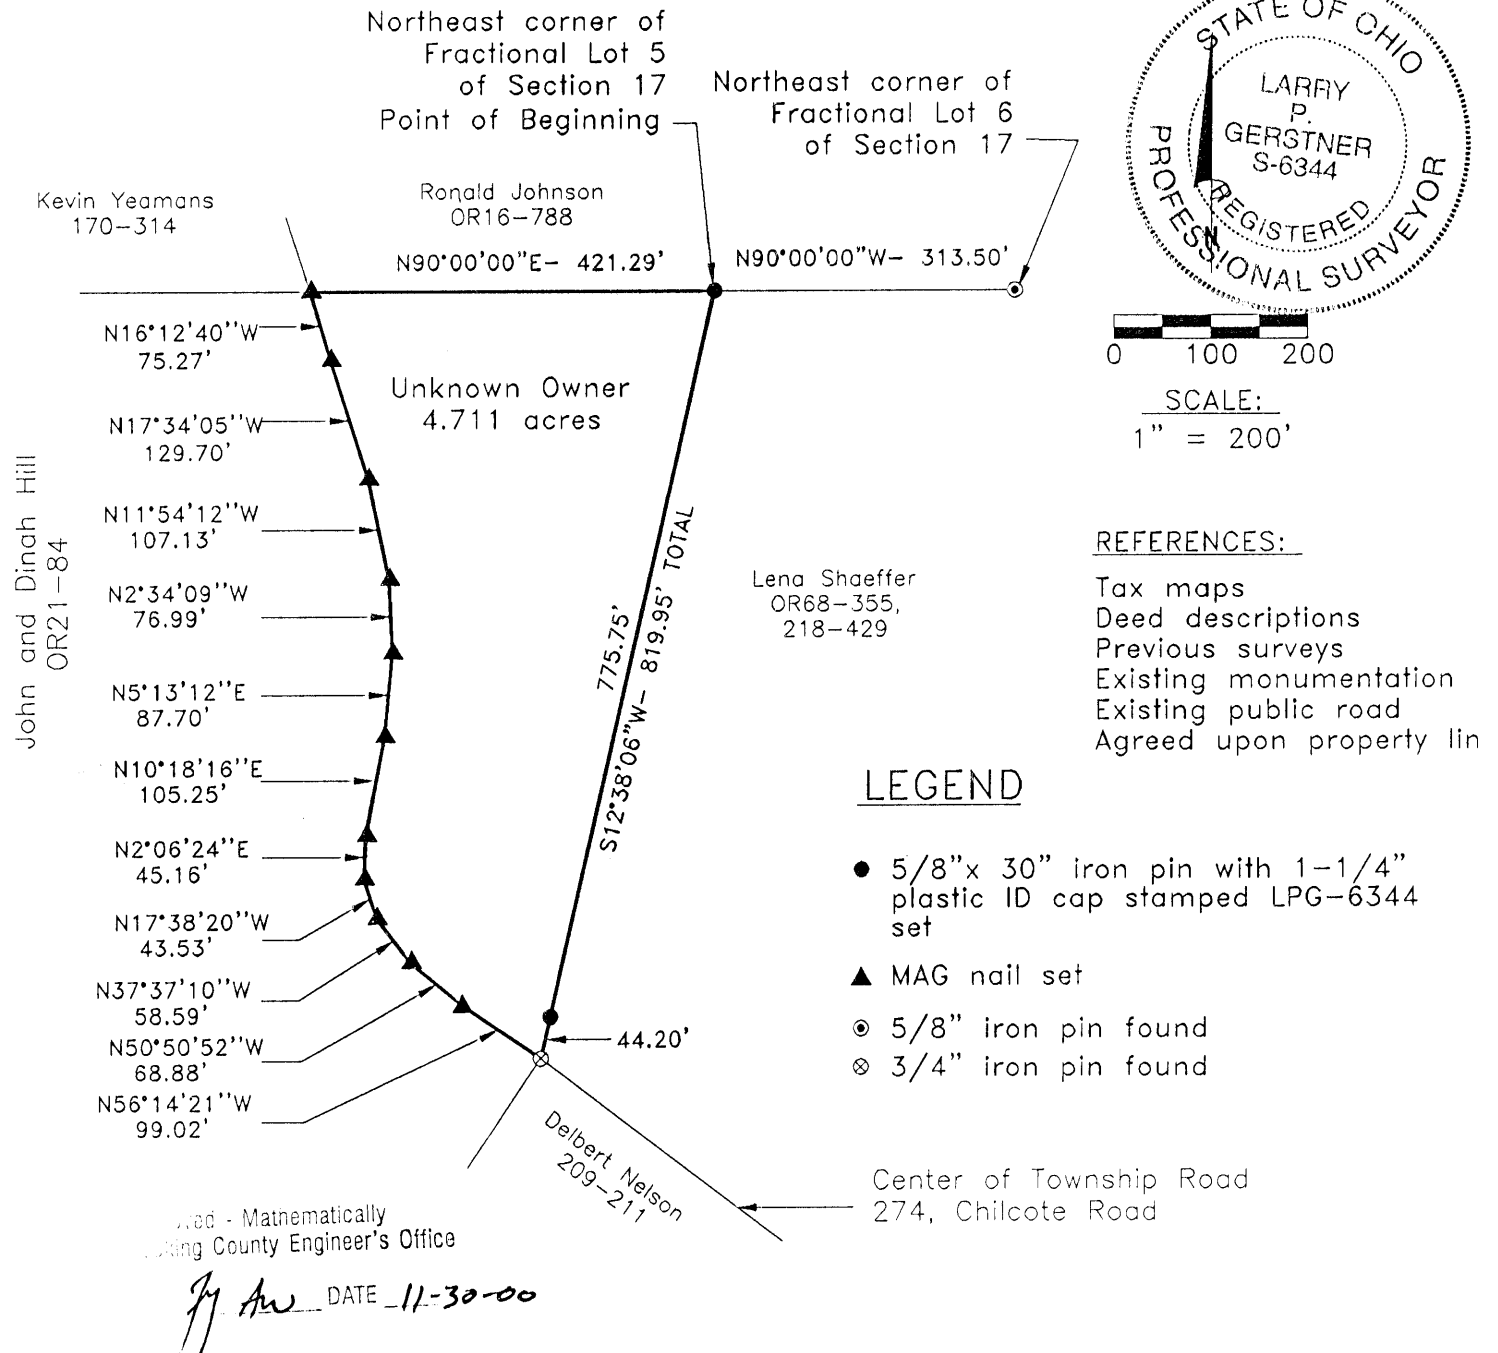 Northeast corner of
Fractional Lot 5
of Section 17
Point of Beginning
Northeast corner of
Fractional Lot 6
of Section 17
STATE OF OHIO
LARRY
P.
GERSTNER
S-6344
REGISTERED
PROFESSIONAL SURVEYOR
N
Kevin Yeamans
170-314
Ronald Johnson
OR16-788
N90°00'00"E- 421.29'
N90°00'00"W- 313.50'
0 100 200
SCALE:
1" = 200'
N16°12'40''W
75.27'
Unknown Owner
4.711 acres
N17°34'05''W
129.70'
John and Dinah Hill
OR21-84
N11°54'12''W
107.13'
N2°34'09''W
76.99'
N5°13'12''E
87.70'
N10°18'16''E
105.25'
N2°06'24''E
45.16'
N17°38'20''W
43.53'
N37°37'10''W
58.59'
N50°50'52''W
68.88'
N56°14'21''W
99.02'
775.75'
S12°38'06"W- 819.95' TOTAL
44.20'
Lena Shaeffer
OR68-355,
218-429
REFERENCES:
Tax maps
Deed descriptions
Previous surveys
Existing monumentation
Existing public road
Agreed upon property lin
LEGEND
5/8"x 30" iron pin with 1-1/4"
plastic ID cap stamped LPG-6344
set
MAG nail set
5/8" iron pin found
3/4" iron pin found
Delbert Nelson
209-211
Center of Township Road
274, Chilcote Road
- Mathematically
County Engineer's Office
DATE 11-30-00